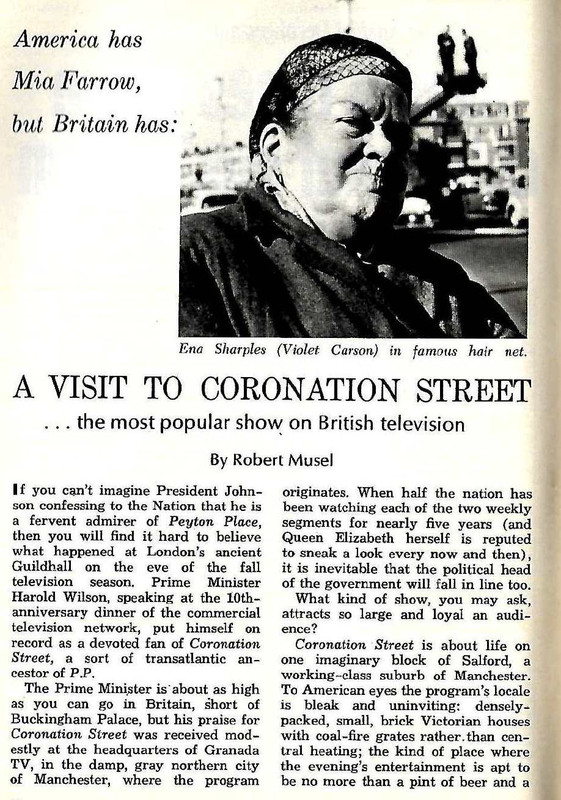 America has
Mia Farrow,
but Britain has:
Ena Sharples (Violet Carson) in famous hair net.
A VISIT TO CORONATION STREET
... the most popular show on British television
By Robert Musel
If you can't imagine President John-
son confessing to the Nation that he is
a fervent admirer of Peyton Place,
then you will find it hard to believe
what happened at London's ancient
Guildhall on the eve of the fall
television season. Prime Minister
Harold Wilson, speaking at the 10th-
anniversary dinner of the commercial
television network, put himself on
record as a devoted fan of Coronation
Street, a sort of transatlantic an-
cestor of P.P.
The Prime Minister is about as high
as you can go in Britain, short of
Buckingham Palace, but his praise for
Coronation Street was received mod-
estly at the headquarters of Granada
TV, in the damp, gray northern city
of Manchester, where the program
originates. When half the nation has
been watching each of the two weekly
segments for nearly five years (and
Queen Elizabeth herself is reputed
to sneak a look every now and then),
it is inevitable that the political head
of the government will fall in line too.
What kind of show, you may ask,
attracts so large and loyal an audi-
ence?
Coronation Street is about life on
one imaginary block of Salford, a
working-class suburb of Manchester.
To American eyes the program's locale
is bleak and uninviting: densely-
packed, small, brick Victorian houses
with coal-fire grates rather than cen-
tral heating; the kind of place where
the evening's entertainment is apt to
be no more than a pint of beer and a